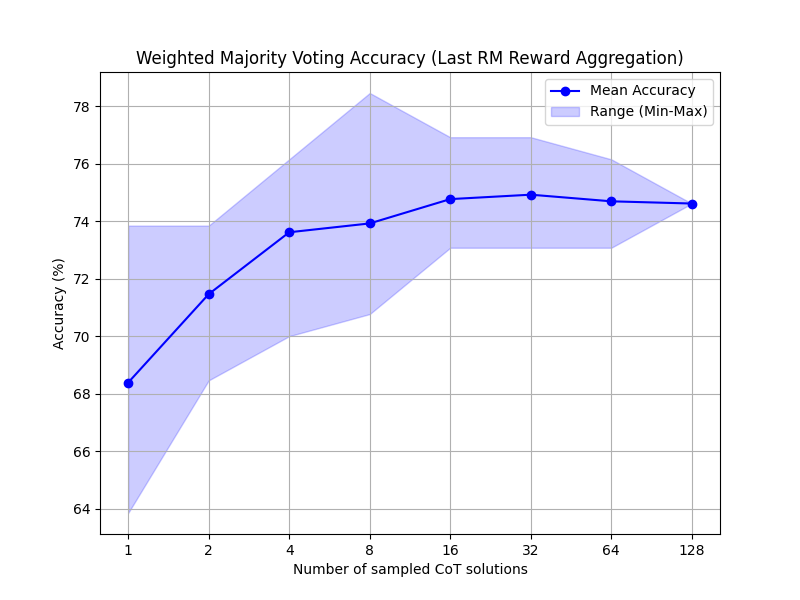 Weighted Majority Voting Accuracy (Last RM Reward Aggregation)
Mean Accuracy
Range (Min-Max)
Accuracy (%)
78
76
74
72
70
68
66
64
1 2 4 8 16 32 64 128
Number of sampled CoT solutions